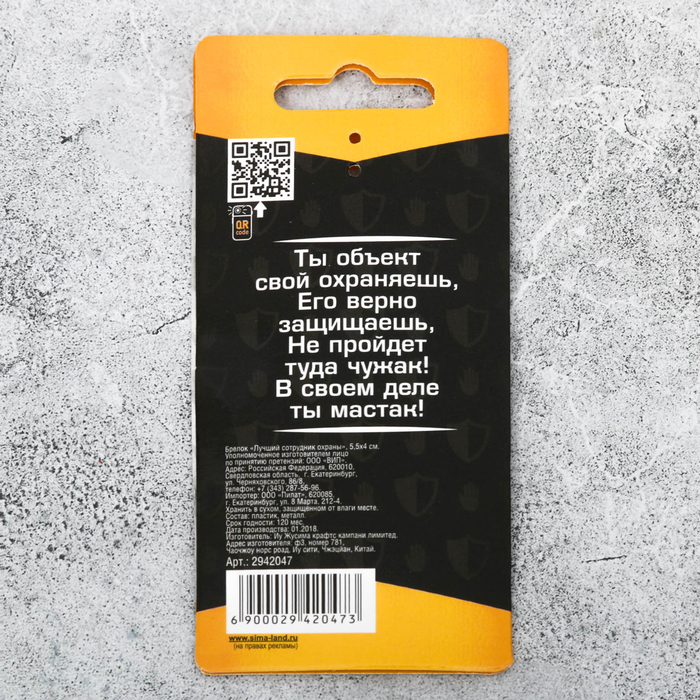 QR
code
Ты объект
свой охраняешь,
Его верно
защищаешь,
Не пройдет
туда чужак!
В своем деле
ты мастак!
Брелок «Лучший сотрудник охраны», 5,5х4 см.
Уполномоченное изготовителем лицо
по принятию претензий: ООО «ВИП».
Адрес: Российская Федерация, 620010,
Свердловская область, г. Екатеринбург,
ул. Черняховского, 86/8,
телефон: +7 (343) 287-56-96.
Импортер: ООО «Пилат», 620085,
г. Екатеринбург, ул. 8 Марта, 212-4.
Хранить в сухом, защищенном от влаги месте.
Состав: пластик, металл.
Срок годности: 120 мес.
Дата производства: 01.2018.
Изготовитель: Иу Жусима крафтс кампани лимитед.
Адрес изготовителя: ф3, номер 781,
Чаочжоу норс роад, Иу сити, Чжэцзян, Китай.
Арт.: 2942047
6 900029 420473
www.sima-land.ru
(на правах рекламы)